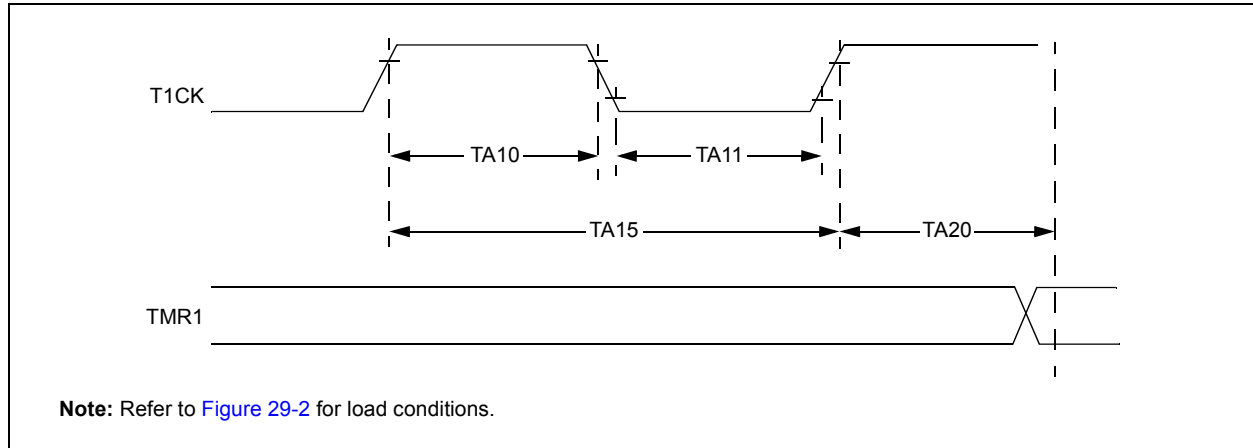 T1CK
TA10
TA11
TA15
TA20
TMR1
Note: Refer to Figure 29-2 for load conditions.